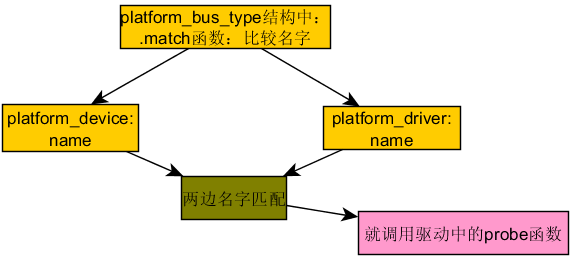 platform_bus_type结构中：
.match函数：比较名字
platform_device:
name
platform_driver:
name
两边名字匹配
就调用驱动中的probe函数